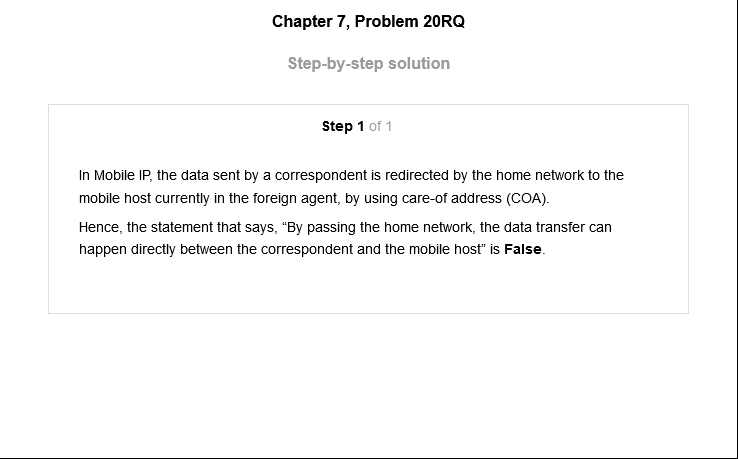 Chapter 7, Problem 20RQ
Step-by-step solution
Step 1 of 1
In Mobile IP, the data sent by a correspondent is redirected by the home network to the
mobile host currently in the foreign agent, by using care-of address (COA).
Hence, the statement that says, “By passing the home network, the data transfer can
happen directly between the correspondent and the mobile host” is False.